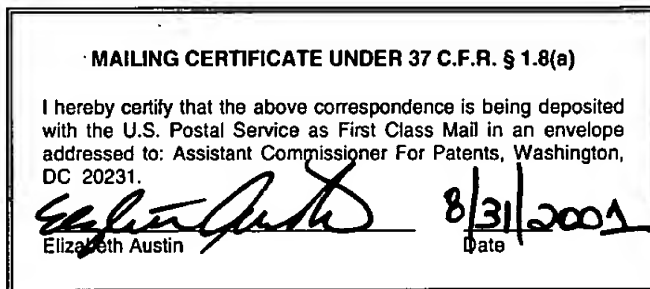 MAILING CERTIFICATE UNDER 37 C.F.R. § 1.8(a)
I hereby certify that the above correspondence is being deposited
with the U.S. Postal Service as First Class Mail in an envelope
addressed to: Assistant Commissioner For Patents, Washington,
DC 20231.
Elizabeth Austin 8/31/2001
Elizabeth Austin Date